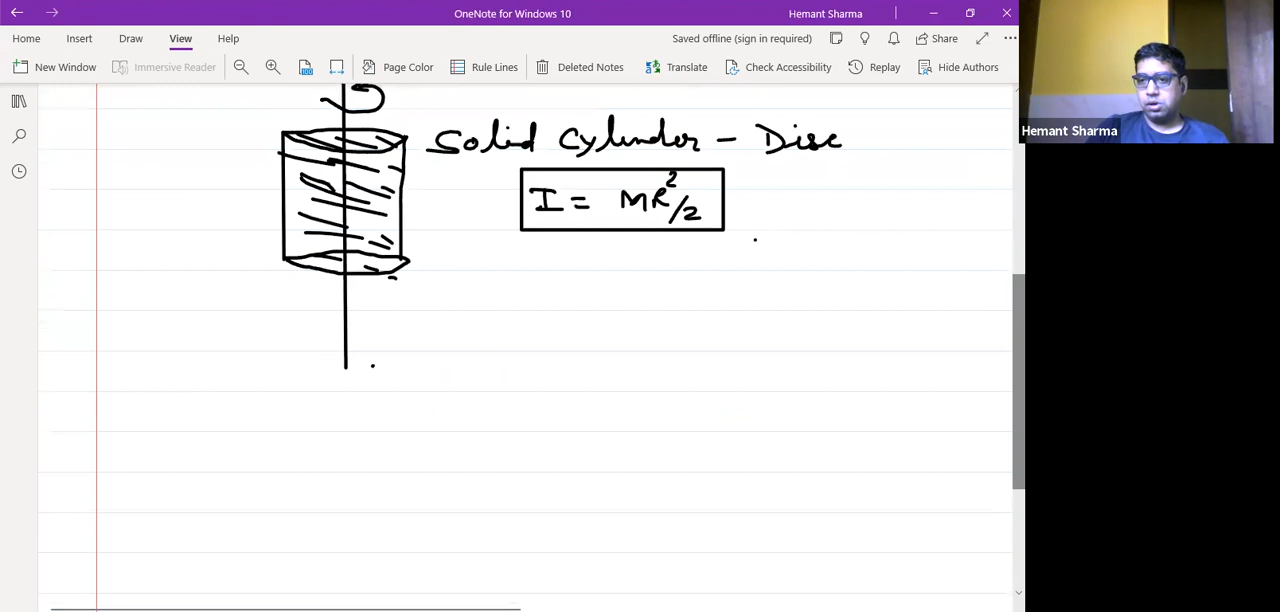 OneNote for Windows 10
Hemant Sharma
Home Insert Draw View Help
Saved offline (sign in required) Share
New Window Immersive Reader 100 Page Color Rule Lines Deleted Notes Translate Check Accessibility Replay Hide Authors
Hemant Sharma
Solid Cylinder - Disc
I = MR²/2